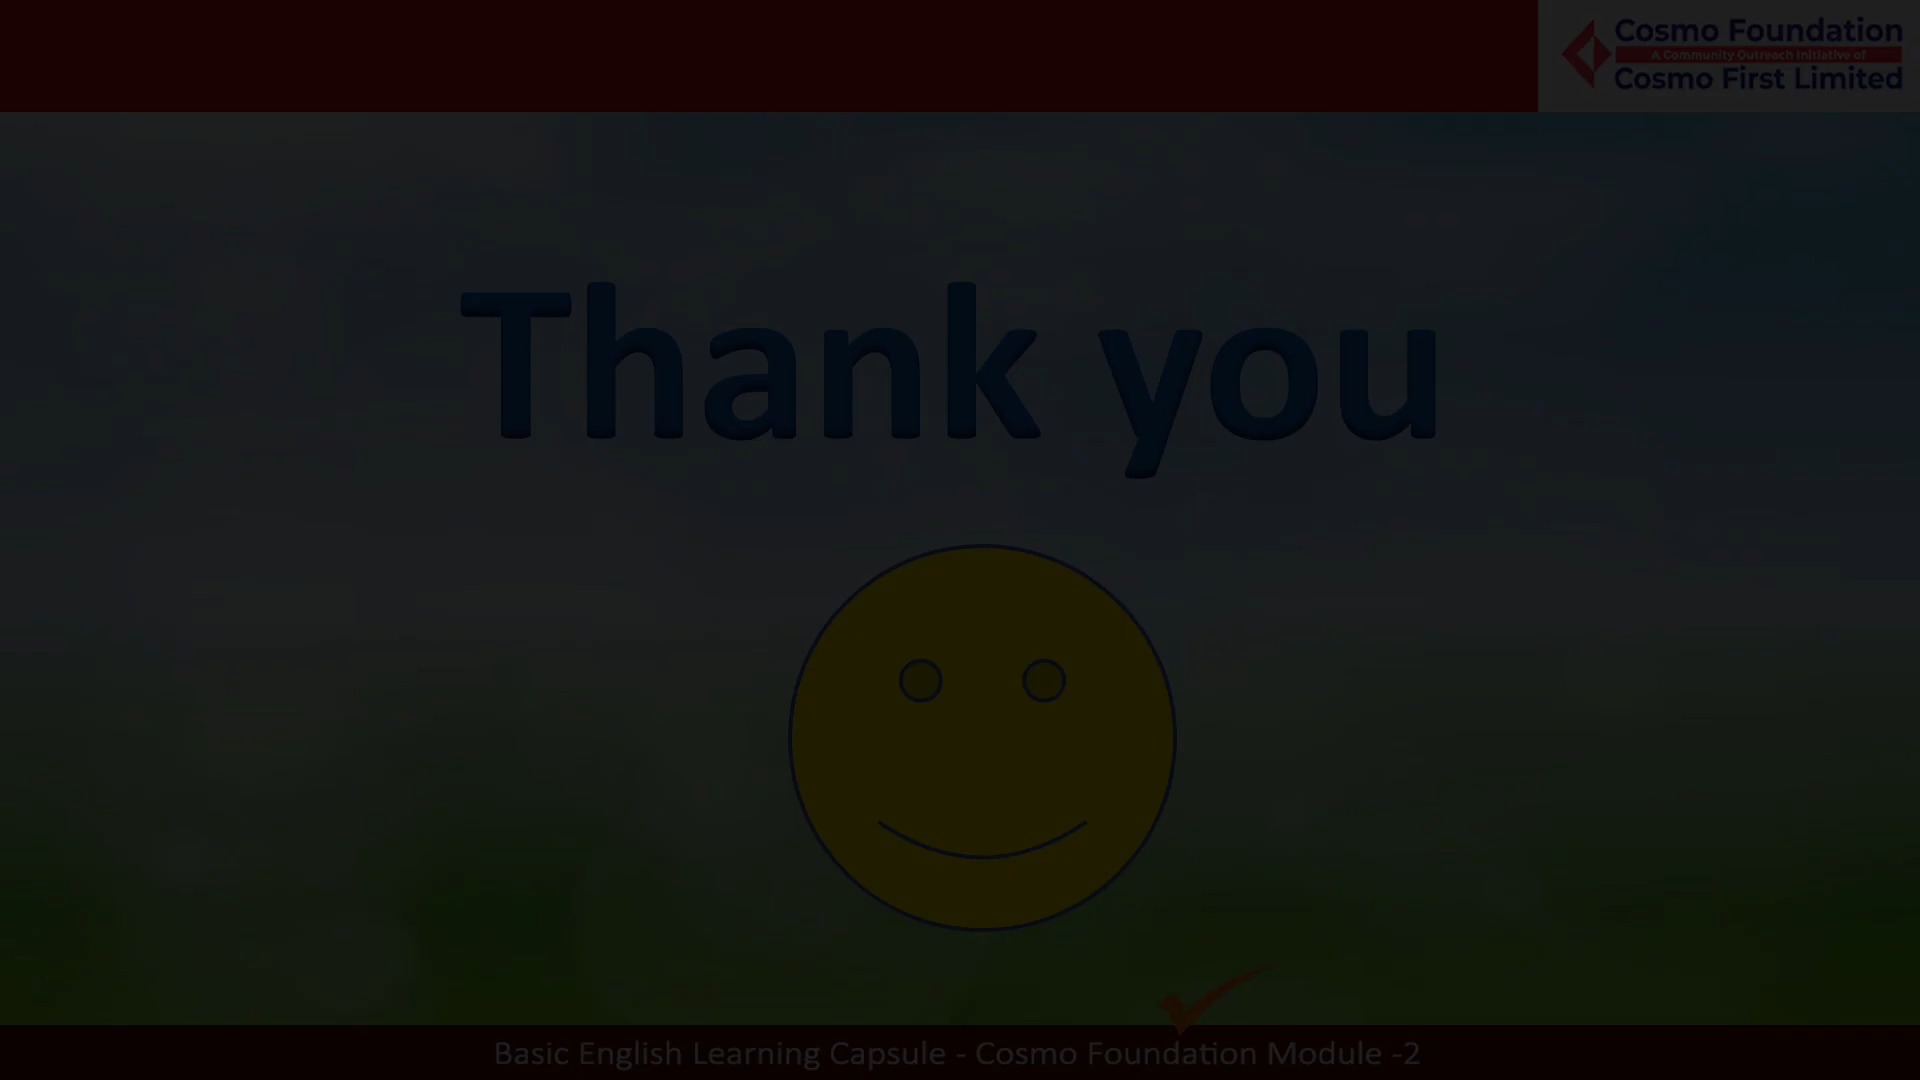 Cosmo Foundation
A Community Outreach Initiative of
Cosmo First Limited
Thank you
Basic English Learning Capsule - Cosmo Foundation Module -2